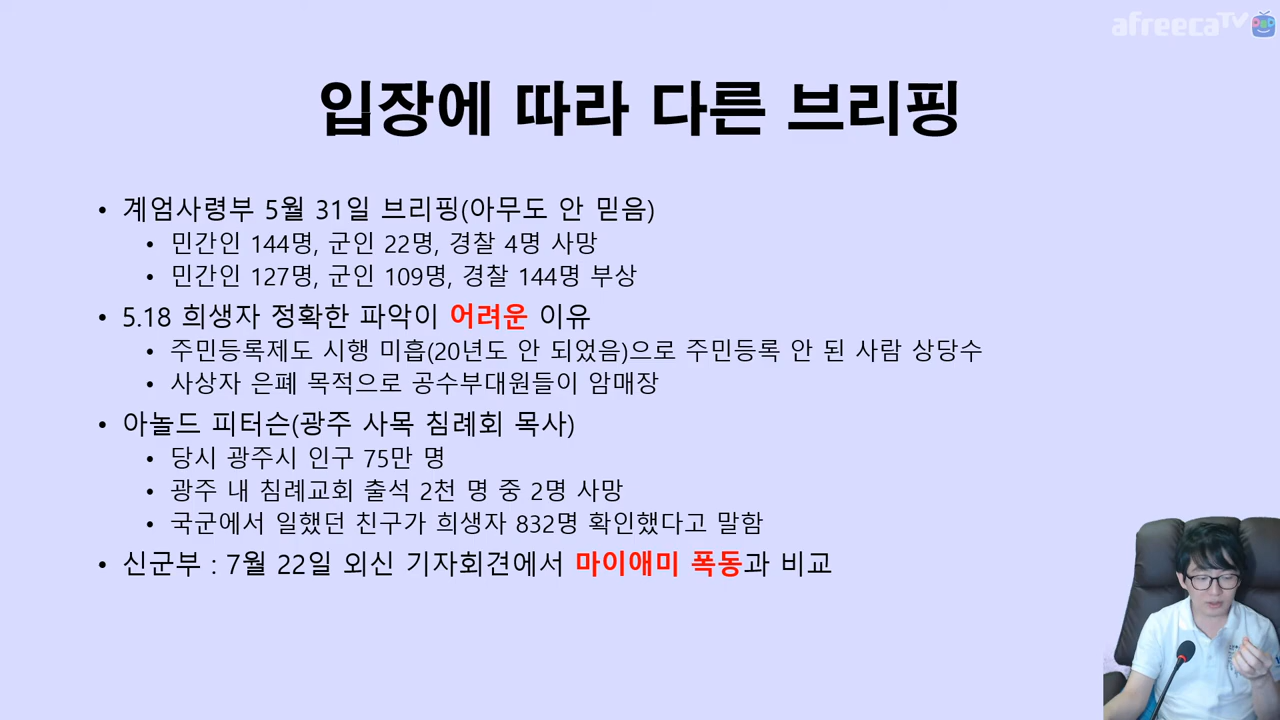 afreecaTV
입장에 따라 다른 브리핑
• 계엄사령부 5월 31일 브리핑(아무도 안 믿음)
• 민간인 144명, 군인 22명, 경찰 4명 사망
• 민간인 127명, 군인 109명, 경찰 144명 부상
• 5.18 희생자 정확한 파악이 어려운 이유
• 주민등록제도 시행 미흡(20년도 안 되었음)으로 주민등록 안 된 사람 상당수
• 사상자 은폐 목적으로 공수부대원들이 암매장
• 아놀드 피터슨(광주 사목 침례회 목사)
• 당시 광주시 인구 75만 명
• 광주 내 침례교회 출석 2천 명 중 2명 사망
• 국군에서 일했던 친구가 희생자 832명 확인했다고 말함
• 신군부 : 7월 22일 외신 기자회견에서 마이애미 폭동과 비교